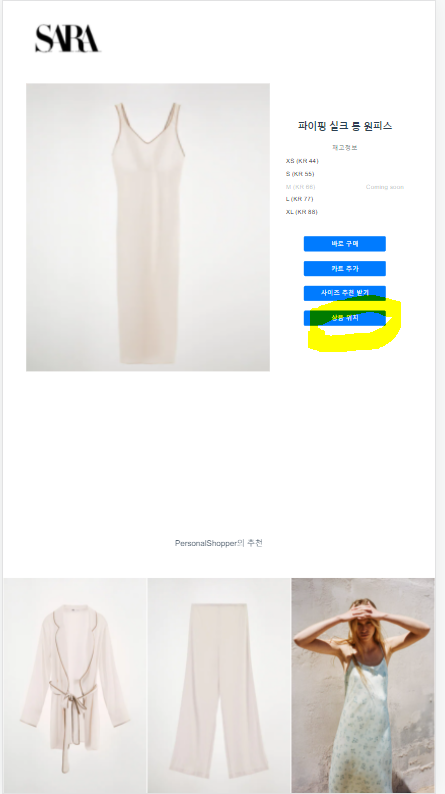 SARA
파이핑 실크 롱 원피스
재고정보
XS (KR 44)
S (KR 55)
M (KR 66) Coming soon
L (KR 77)
XL (KR 88)
바로 구매
카트 추가
사이즈 추천 받기
상품 위치
PersonalShopper의 추천